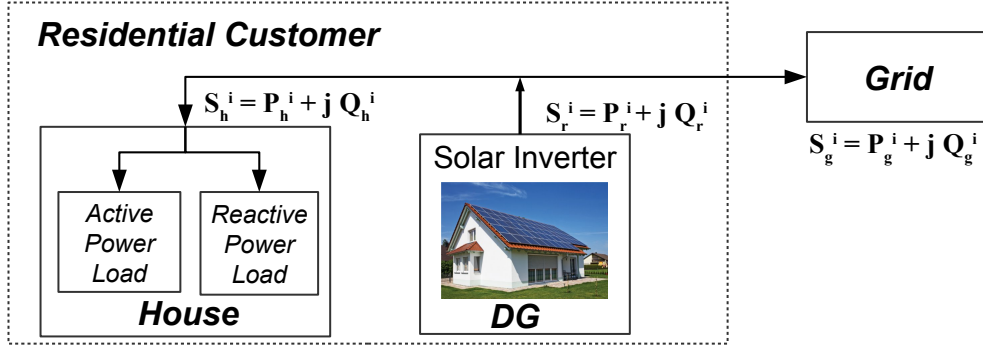 Residential Customer
Grid
S_h^i = P_h^i + j Q_h^i
S_r^i = P_r^i + j Q_r^i
S_g^i = P_g^i + j Q_g^i
Solar Inverter
Active
Power
Load
Reactive
Power
Load
House
DG